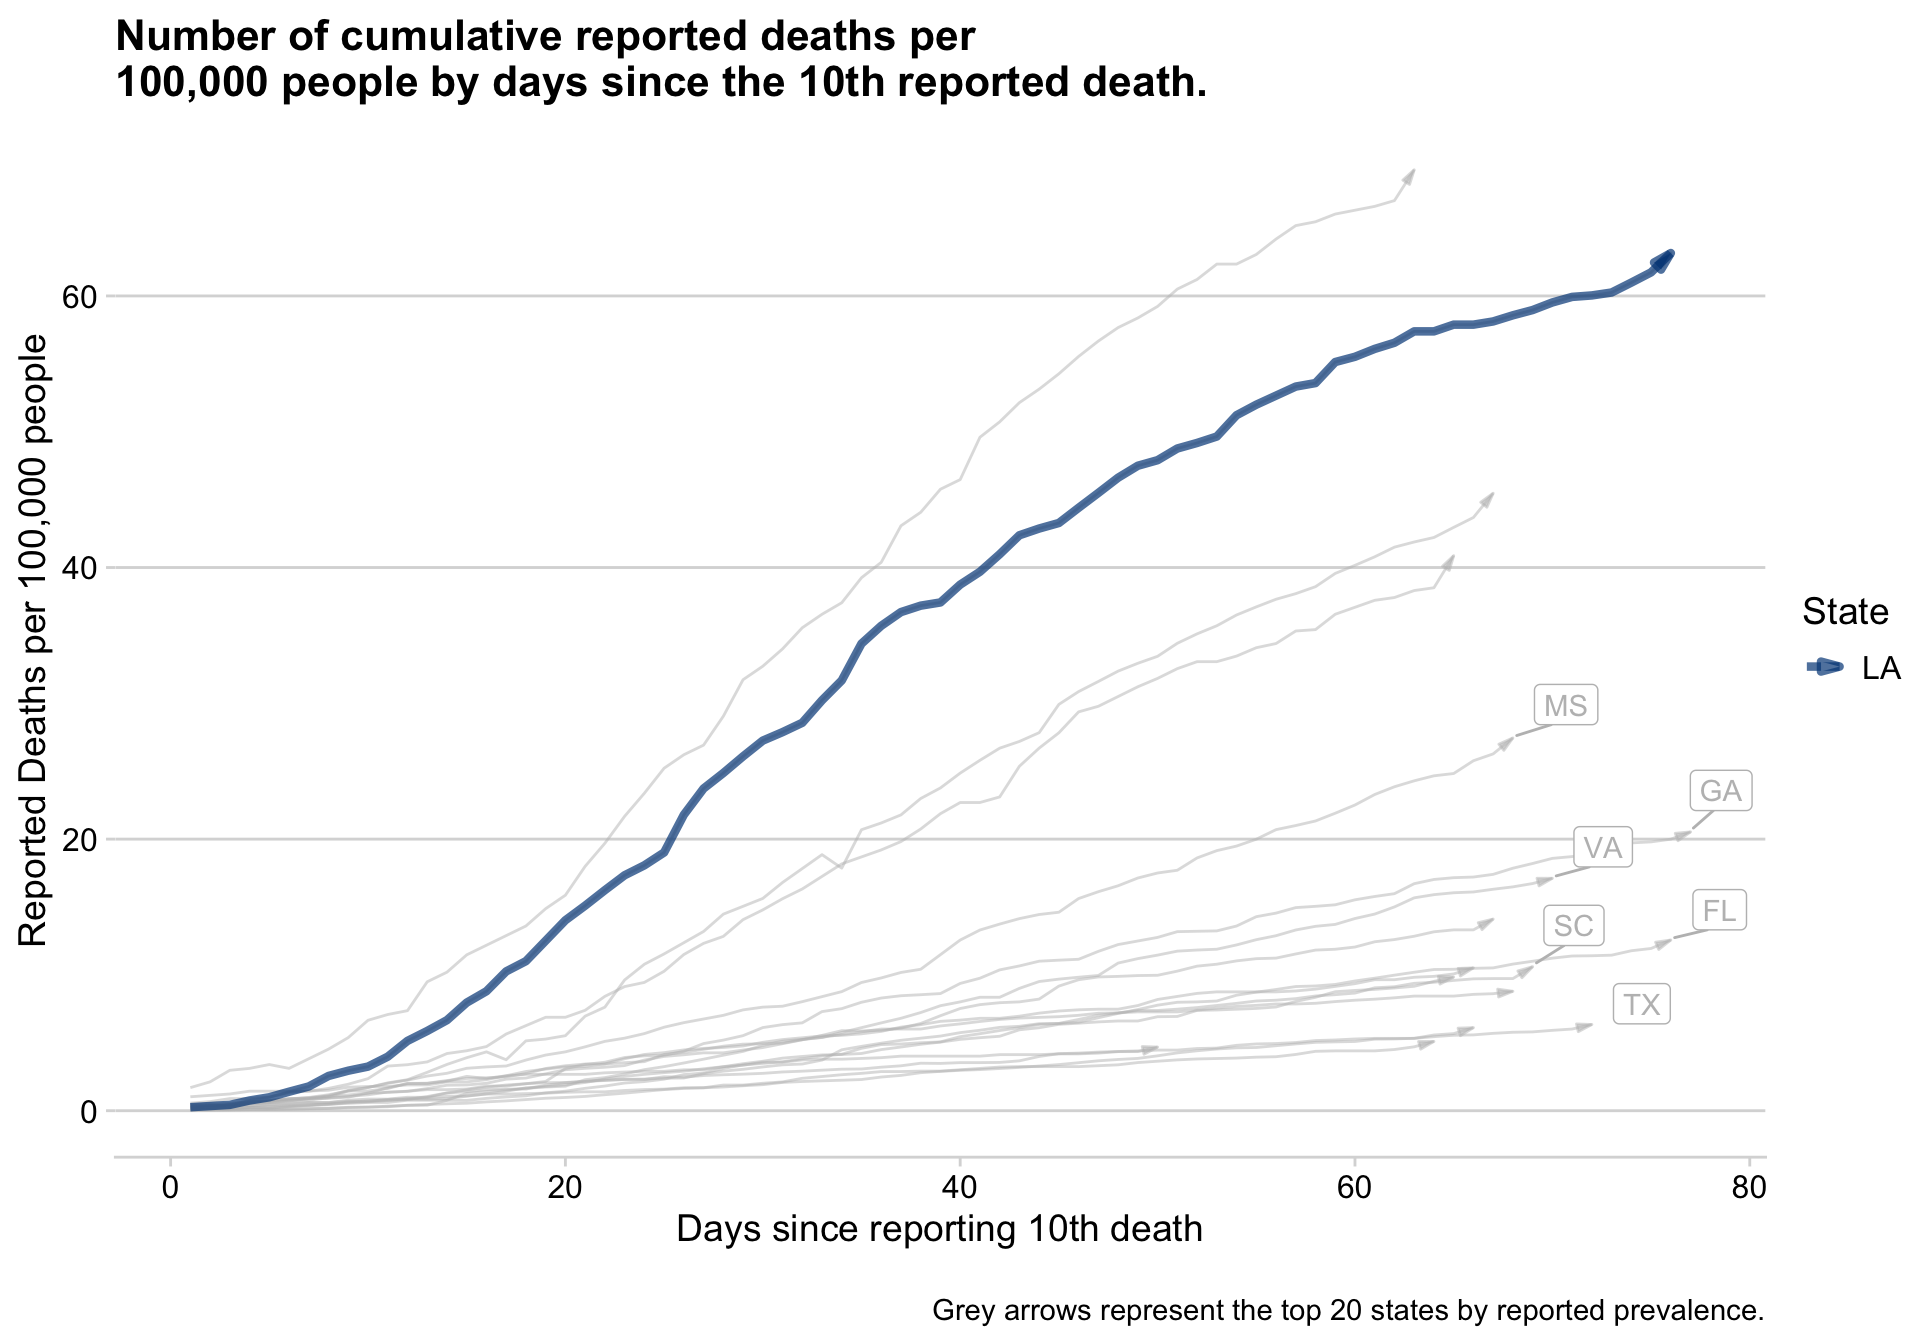 Number of cumulative reported deaths per
100,000 people by days since the 10th reported death.
Reported Deaths per 100,000 people
60
40
20
0
MS
GA
VA
FL
SC
TX
State
LA
0 20 40 60 80
Days since reporting 10th death
Grey arrows represent the top 20 states by reported prevalence.